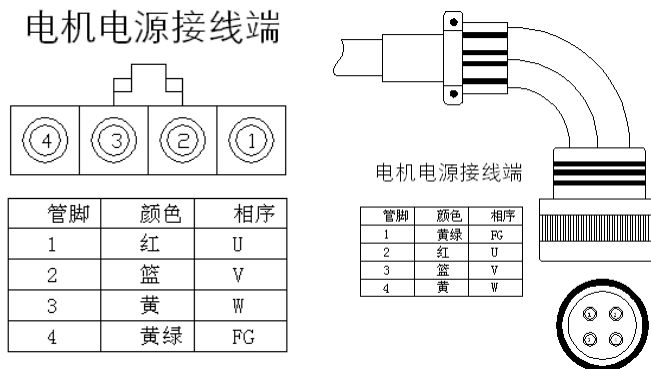 电机电源接线端
4 3 2 1
管脚 颜色 相序
1 红 U
2 篮 V
3 黄 W
4 黄绿 FG
电机电源接线端
管脚 颜色 相序
1 黄绿 FG
2 红 U
3 篮 V
4 黄 W